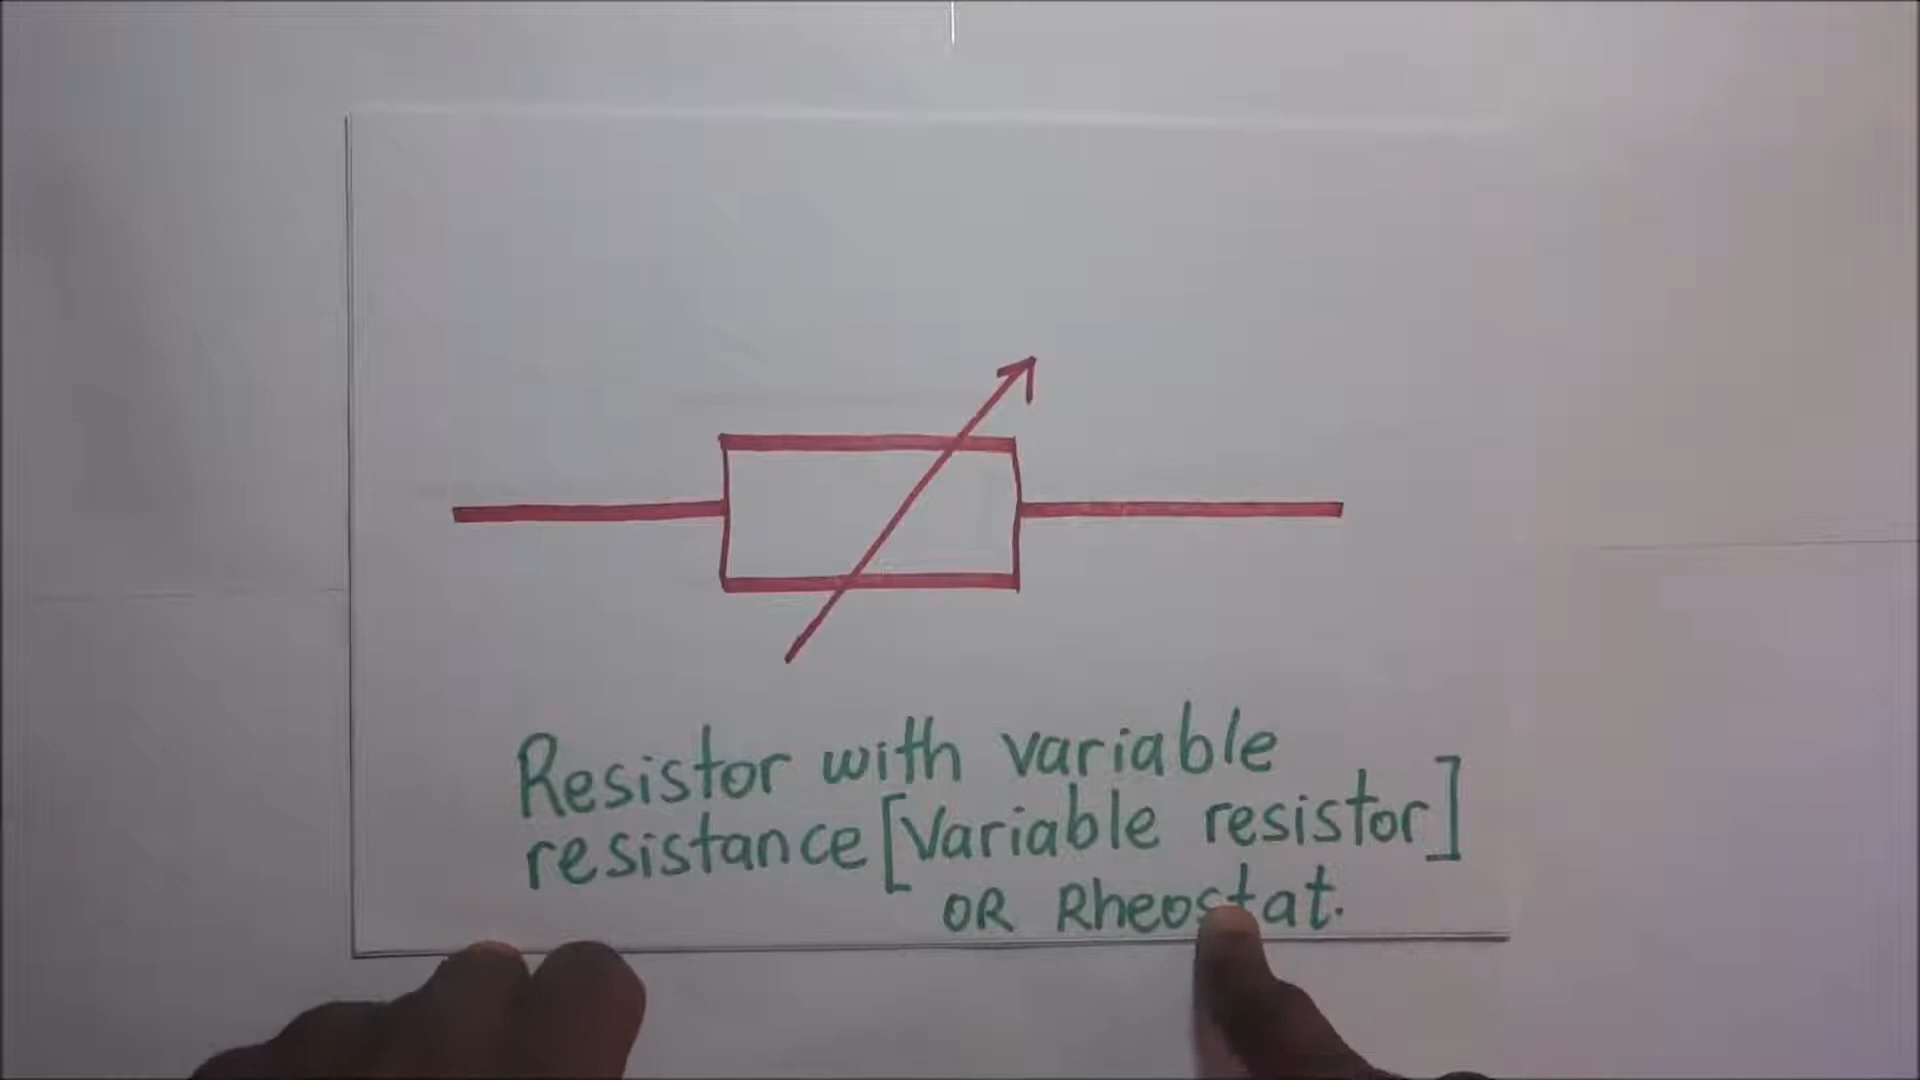 Resistor with variable
resistance [Variable resistor]
OR Rheostat.